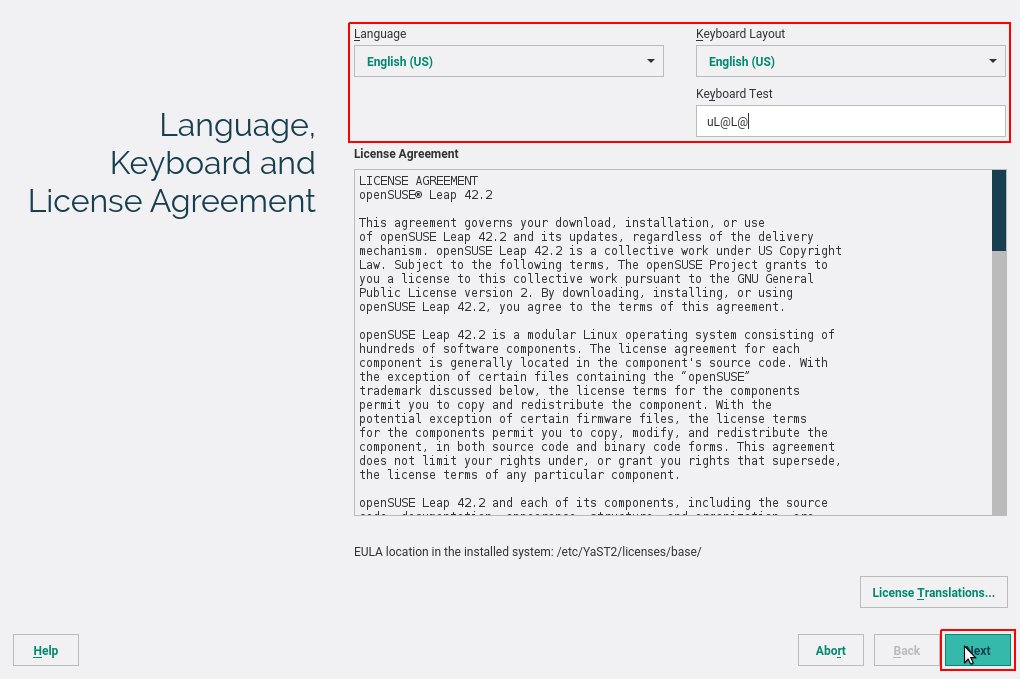 Language,
Keyboard and
License Agreement
Language
English (US)
Keyboard Layout
English (US)
Keyboard Test
uL@L@
License Agreement
LICENSE AGREEMENT
openSUSE® Leap 42.2
This agreement governs your download, installation, or use
of openSUSE Leap 42.2 and its updates, regardless of the delivery
mechanism. openSUSE Leap 42.2 is a collective work under US Copyright
Law. Subject to the following terms, The openSUSE Project grants to
you a license to this collective work pursuant to the GNU General
Public License version 2. By downloading, installing, or using
openSUSE Leap 42.2, you agree to the terms of this agreement.
openSUSE Leap 42.2 is a modular Linux operating system consisting of
hundreds of software components. The license agreement for each
component is generally located in the component's source code. With
the exception of certain files containing the “openSUSE”
trademark discussed below, the license terms for the components
permit you to copy and redistribute the component. With the
potential exception of certain firmware files, the license terms
for the components permit you to copy, modify, and redistribute the
component, in both source code and binary code forms. This agreement
does not limit your rights under, or grant you rights that supersede,
the license terms of any particular component.
openSUSE Leap 42.2 and each of its components, including the source
EULA location in the installed system: /etc/YaST2/licenses/base/
License Translations...
Help
Abort
Back
Next